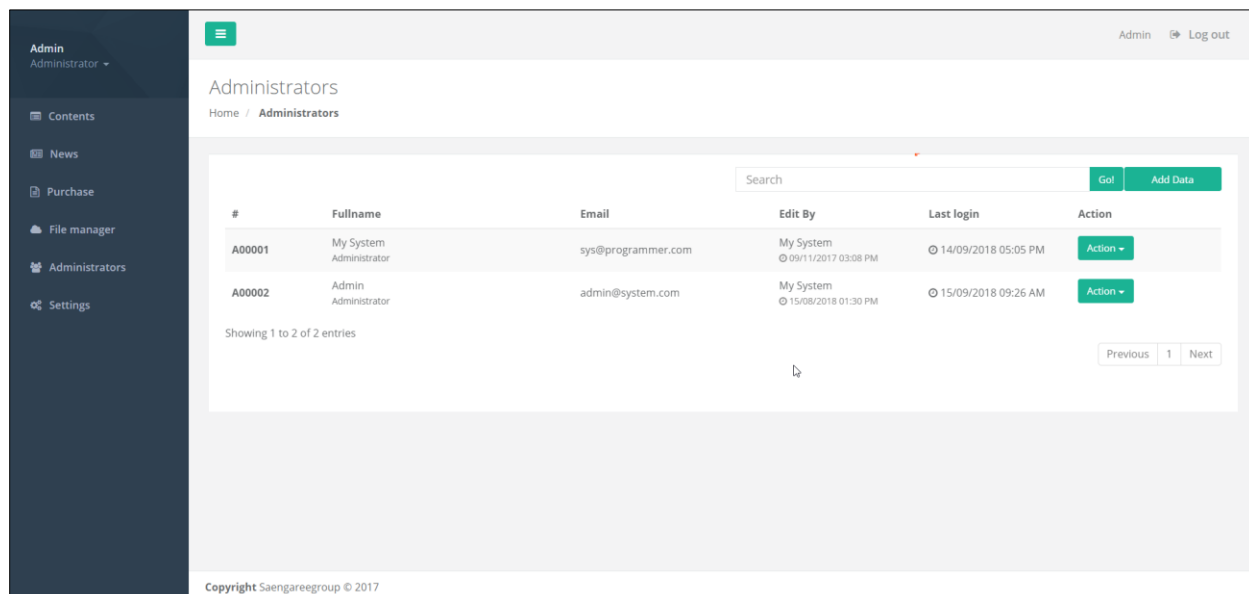 Admin
Administrator
Contents
News
Purchase
File manager
Administrators
Settings
Admin Log out
Administrators
Home / Administrators
Search Go! Add Data
# Fullname Email Edit By Last login Action
A00001 My System sys@programmer.com My System 14/09/2018 05:05 PM Action
Administrator 09/11/2017 03:08 PM
A00002 Admin admin@system.com My System 15/09/2018 09:26 AM Action
Administrator 15/08/2018 01:30 PM
Showing 1 to 2 of 2 entries
Previous 1 Next
Copyright Saengareegroup © 2017